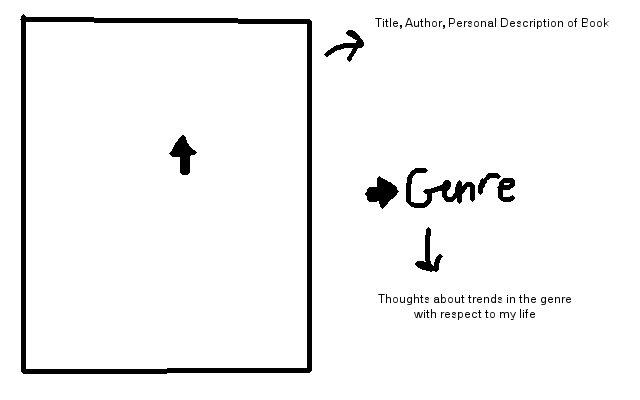 Title, Author, Personal Description of Book
Genre
Thoughts about trends in the genre
with respect to my life